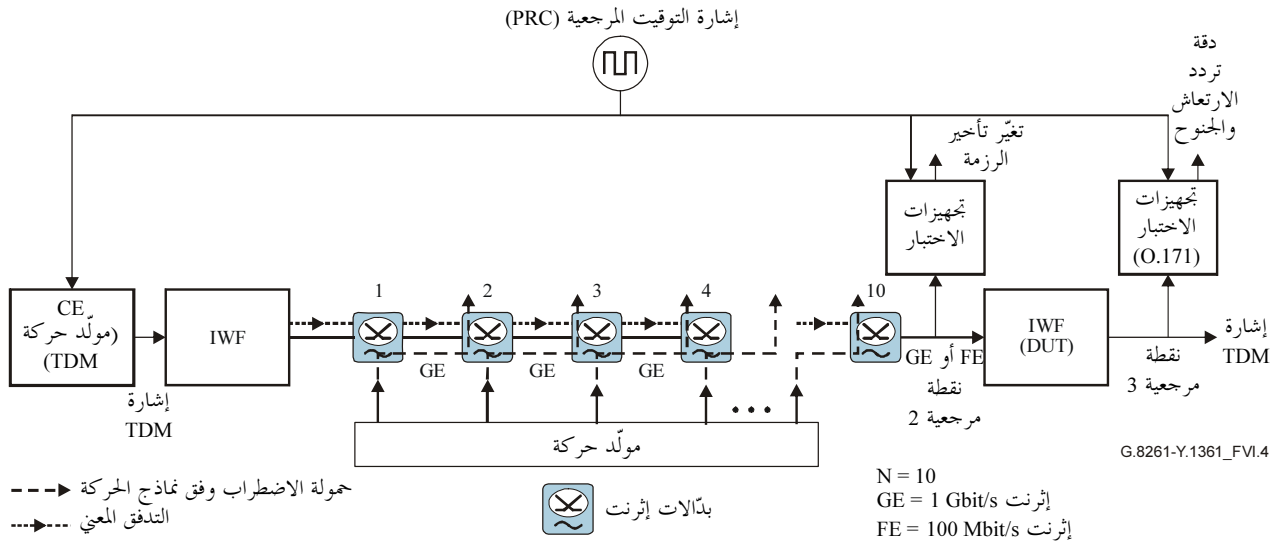 إشارة التوقيت المرجعية (PRC)
دقة
تردد
الارتعاش
والجنوح
تغيّر تأخير
الرزمة
تجهيزات
الاختبار
تجهيزات
الاختبار
(O.171)
CE
(مولّد حركة
TDM)
إشارة
TDM
IWF
1
2
3
4
10
GE
GE
GE
GE أو FE
نقطة
مرجعية 2
IWF
(DUT)
نقطة
مرجعية 3
إشارة
TDM
مولّد حركة
G.8261-Y.1361_FVI.4
حمولة الاضطراب وفق نماذج الحركة
التدفق المعني
بدّالات إثرنت
N = 10
GE = 1 Gbit/s إثرنت
FE = 100 Mbit/s إثرنت